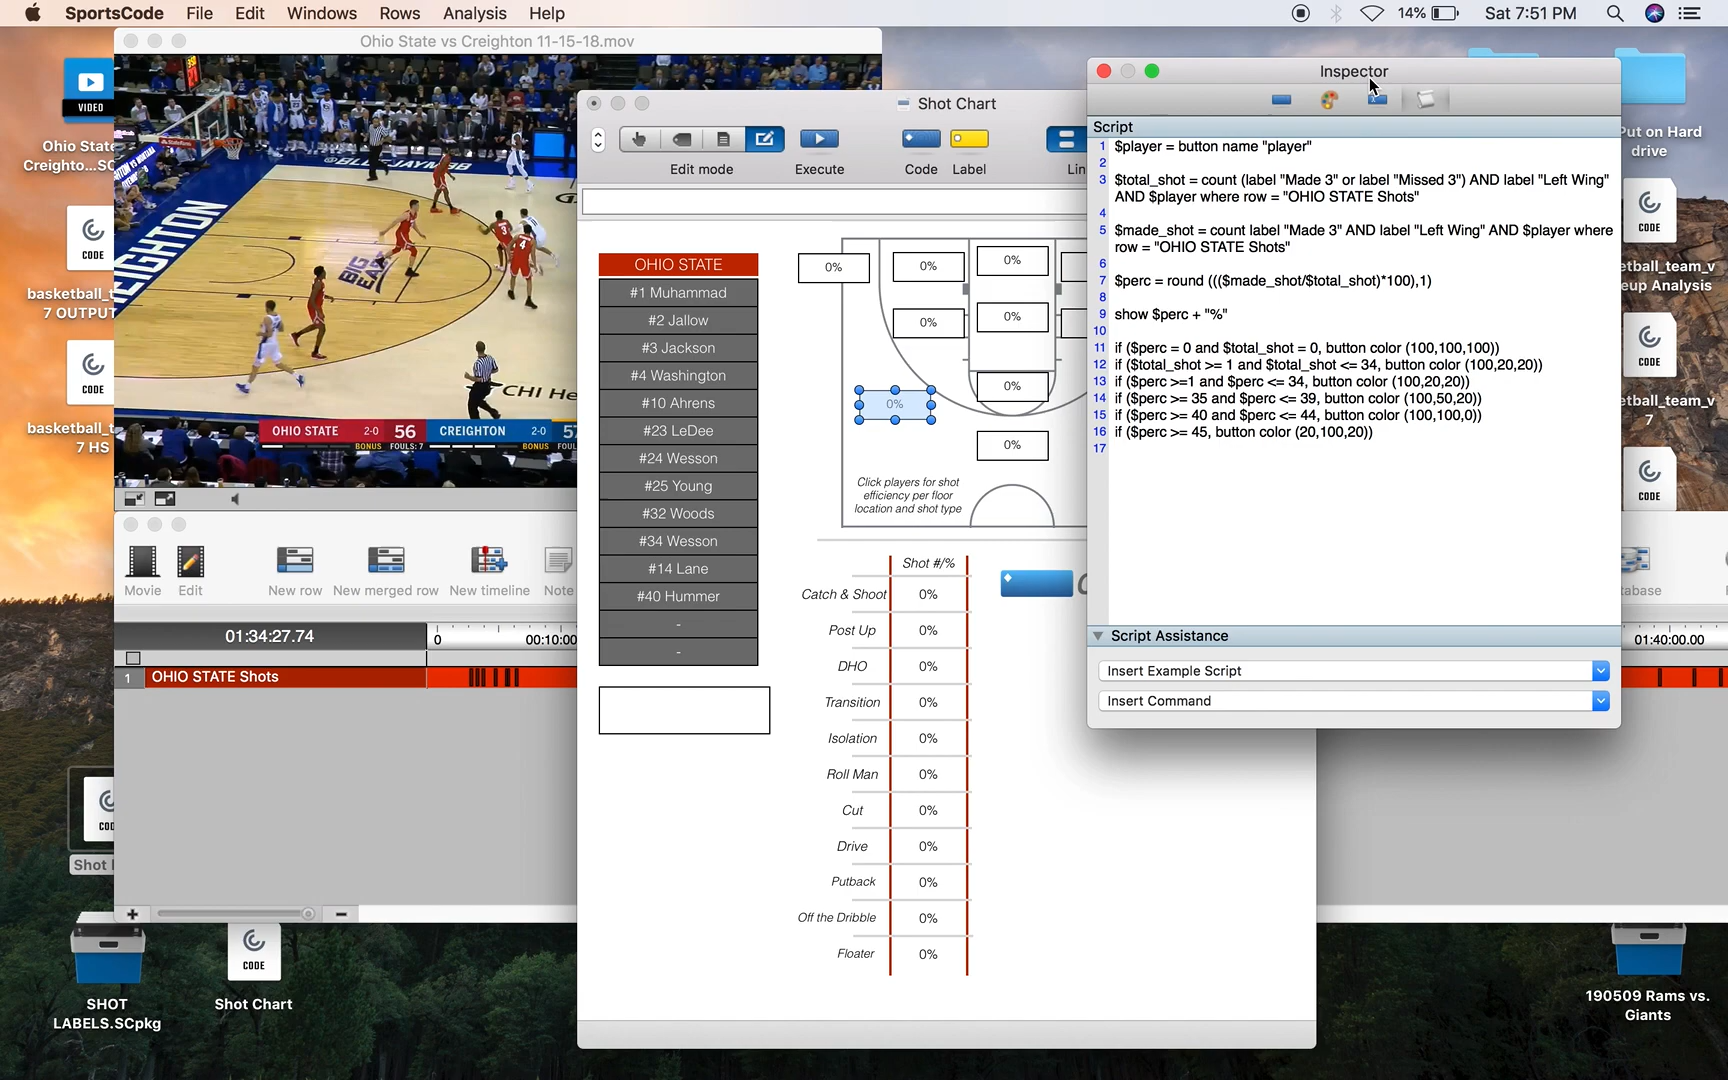 SportsCode File Edit Windows Rows Analysis Help
14% Sat 7:51 PM
Ohio State vs Creighton 11-15-18.mov
VIDEO
Ohio State
Creighto...SC
CODE
basketball_t
7 OUTPUT
CODE
basketball_t
7 HS
Shot
SHOT
LABELS.SCpkg
CODE
Shot Chart
CREIGHTON
@BLUEJAYMBB
BIG
EAST
CHI He
OHIO STATE 2-0 56 CREIGHTON 2-0 57
BONUS FOULS: 7 BONUS FOUL
Movie
Edit
New row
New merged row
New timeline
Note
01:34:27.74
0 00:10:00
1 OHIO STATE Shots
Shot Chart
Edit mode
Execute
Code
Label
Lin
OHIO STATE
#1 Muhammad
#2 Jallow
#3 Jackson
#4 Washington
#10 Ahrens
#23 LeDee
#24 Wesson
#25 Young
#32 Woods
#34 Wesson
#14 Lane
#40 Hummer
-
-
0%
0%
0%
0%
0%
0%
0%
0%
Click players for shot
efficiency per floor
location and shot type
Shot #/%
Catch & Shoot 0%
Post Up 0%
DHO 0%
Transition 0%
Isolation 0%
Roll Man 0%
Cut 0%
Drive 0%
Putback 0%
Off the Dribble 0%
Floater 0%
Inspector
Script
1 $player = button name "player"
2
3 $total_shot = count (label "Made 3" or label "Missed 3") AND label "Left Wing"
AND $player where row = "OHIO STATE Shots"
4
5 $made_shot = count label "Made 3" AND label "Left Wing" AND $player where
row = "OHIO STATE Shots"
6
7 $perc = round ((($made_shot/$total_shot)*100),1)
8
9 show $perc + "%"
10
11 if ($perc = 0 and $total_shot = 0, button color (100,100,100))
12 if ($total_shot >= 1 and $total_shot <= 34, button color (100,20,20))
13 if ($perc >=1 and $perc <= 34, button color (100,20,20))
14 if ($perc >= 35 and $perc <= 39, button color (100,50,20))
15 if ($perc >= 40 and $perc <= 44, button color (100,100,0))
16 if ($perc >= 45, button color (20,100,20))
17
Script Assistance
Insert Example Script
Insert Command
Put on Hard
drive
CODE
etball_team_v
eup Analysis
CODE
etball_team_v
7
CODE
tabase
01:40:00.00
190509 Rams vs.
Giants